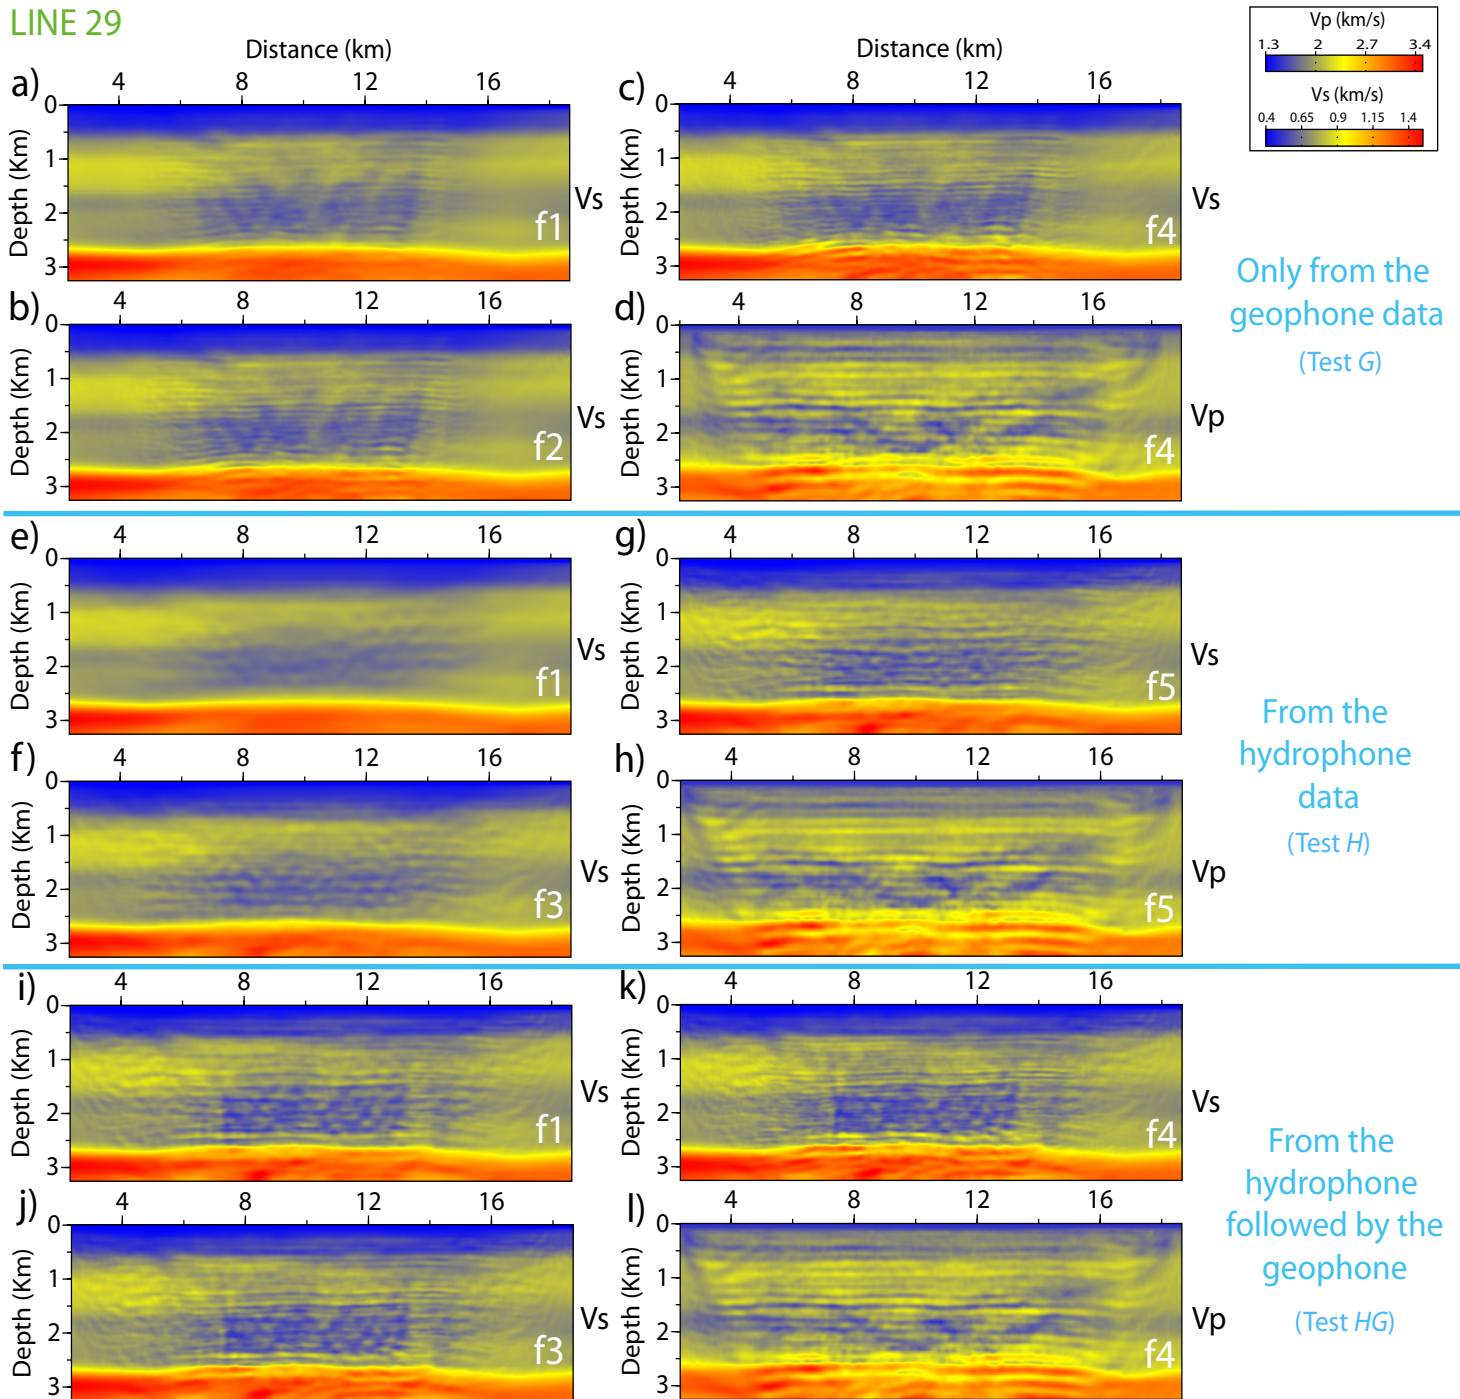 LINE 29
Distance (km)
Distance (km)
Vp (km/s)
1.3 2 2.7 3.4
Vs (km/s)
0.4 0.65 0.9 1.15 1.4
a)
4 8 12 16
0
1
2
3
Depth (Km)
f1
Vs
c)
4 8 12 16
0
1
2
3
Depth (Km)
f4
Vs
b)
4 8 12 16
0
1
2
3
Depth (Km)
f2
Vs
d)
4 8 12 16
0
1
2
3
Depth (Km)
f4
Vp
Only from the
geophone data
(Test G)
e)
4 8 12 16
0
1
2
3
Depth (Km)
f1
Vs
g)
4 8 12 16
0
1
2
3
Depth (Km)
f5
Vs
f)
4 8 12 16
0
1
2
3
Depth (Km)
f3
Vs
h)
4 8 12 16
0
1
2
3
Depth (Km)
f5
Vp
From the
hydrophone
data
(Test H)
i)
4 8 12 16
0
1
2
3
Depth (Km)
f1
Vs
k)
4 8 12 16
0
1
2
3
Depth (Km)
f4
Vs
j)
4 8 12 16
0
1
2
3
Depth (Km)
f3
Vs
l)
4 8 12 16
0
1
2
3
Depth (Km)
f4
Vp
From the
hydrophone
followed by the
geophone
(Test HG)